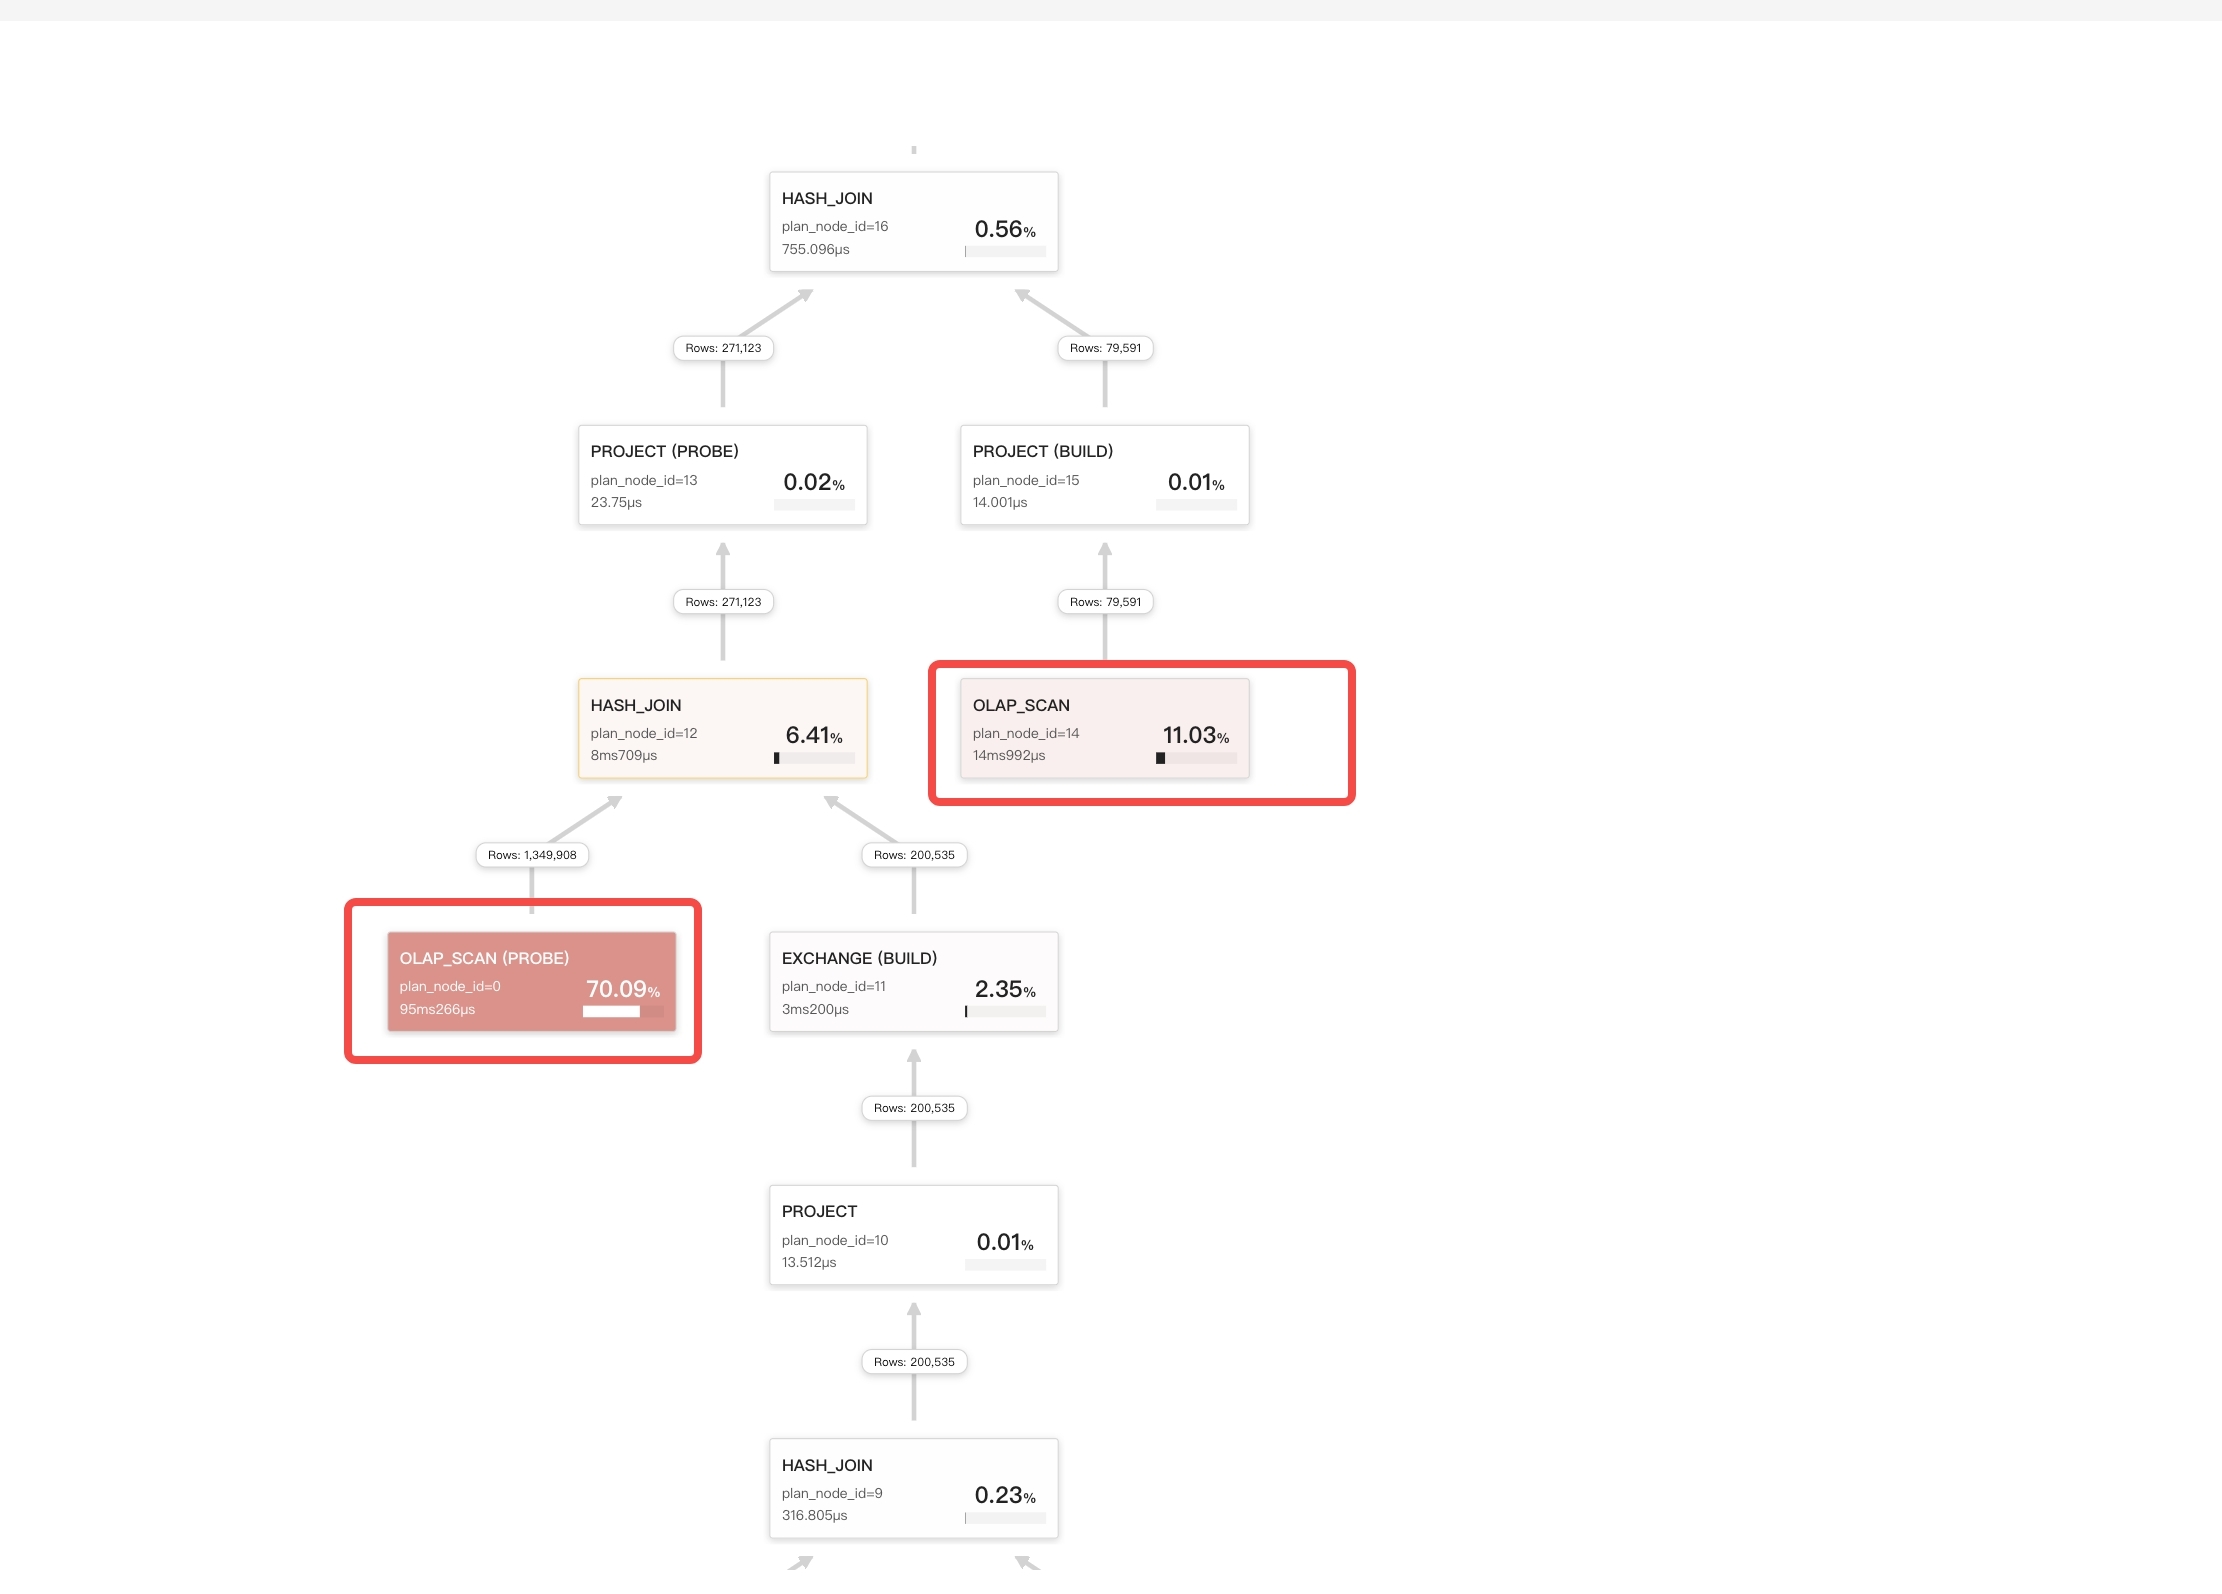 HASH_JOIN
plan_node_id=16
755.096μs
0.56%
Rows: 271,123
Rows: 79,591
PROJECT (PROBE)
plan_node_id=13
23.75μs
0.02%
PROJECT (BUILD)
plan_node_id=15
14.001μs
0.01%
Rows: 271,123
Rows: 79,591
HASH_JOIN
plan_node_id=12
8ms709μs
6.41%
OLAP_SCAN
plan_node_id=14
14ms992μs
11.03%
Rows: 1,349,908
Rows: 200,535
OLAP_SCAN (PROBE)
plan_node_id=0
95ms266μs
70.09%
EXCHANGE (BUILD)
plan_node_id=11
3ms200μs
2.35%
Rows: 200,535
PROJECT
plan_node_id=10
13.512μs
0.01%
Rows: 200,535
HASH_JOIN
plan_node_id=9
316.805μs
0.23%